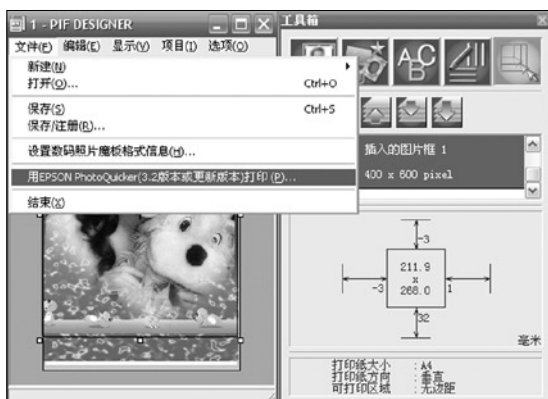 1 - PIF DESIGNER
文件(F) 编辑(E) 显示(V) 项目(I) 选项(O)
新建(N)
打开(O)... Ctrl+O
保存(S) Ctrl+S
保存/注册(R)...
设置数码照片魔板格式信息(H)...
用EPSON PhotoQuicker(3.2版本或更新版本)打印(P)...
结束(X)
工具箱
ABC
插入的图片框 1
400 x 600 pixel
-3
211.9
x
268.0
-3
1
32
毫米
打印纸大小 : A4
打印纸方向 : 垂直
可打印区域 : 无边距